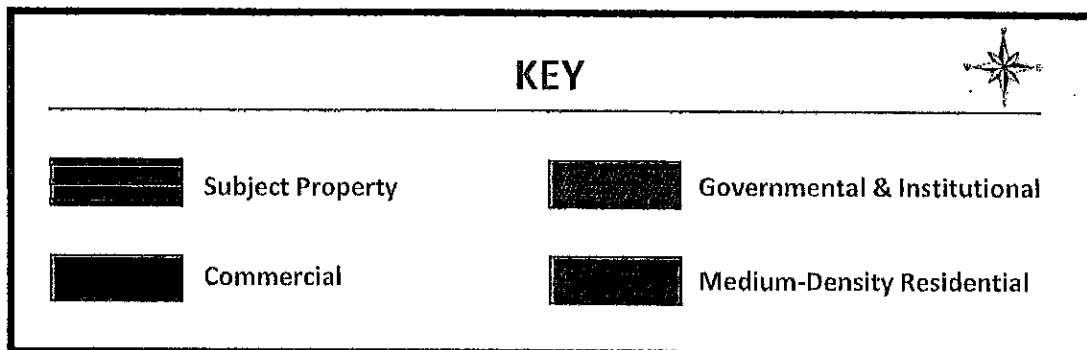 KEY
Subject Property
Governmental & Institutional
Commercial
Medium-Density Residential